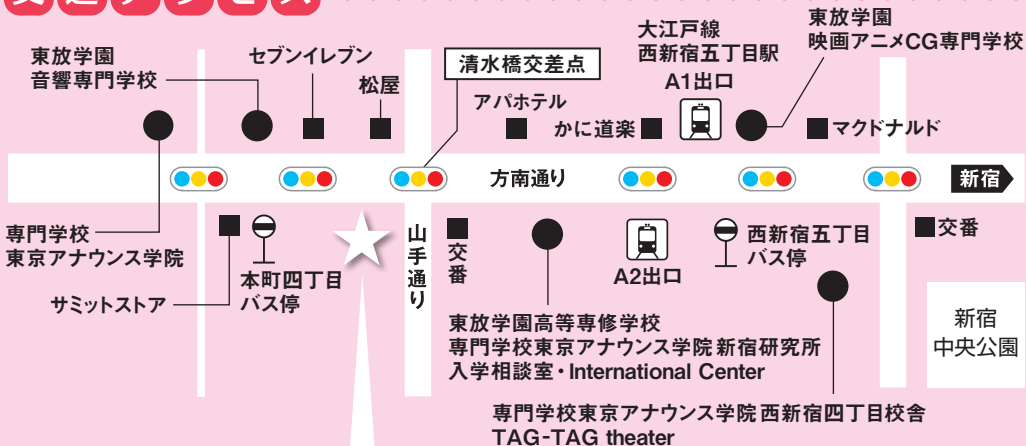 東放学園
音響専門学校
セブンイレブン
松屋
清水橋交差点
アパホテル
かに道楽
大江戸線
西新宿五丁目駅
A1出口
東放学園
映画アニメCG専門学校
マクドナルド
方南通り
新宿
専門学校
東京アナウンス学院
サミットストア
本町四丁目
バス停
山手通り
交番
A2出口
西新宿五丁目
バス停
交番
東放学園高等専修学校
専門学校東京アナウンス学院 新宿研究所
入学相談室・International Center
新宿
中央公園
専門学校東京アナウンス学院 西新宿四丁目校舎
TAG-TAG theater